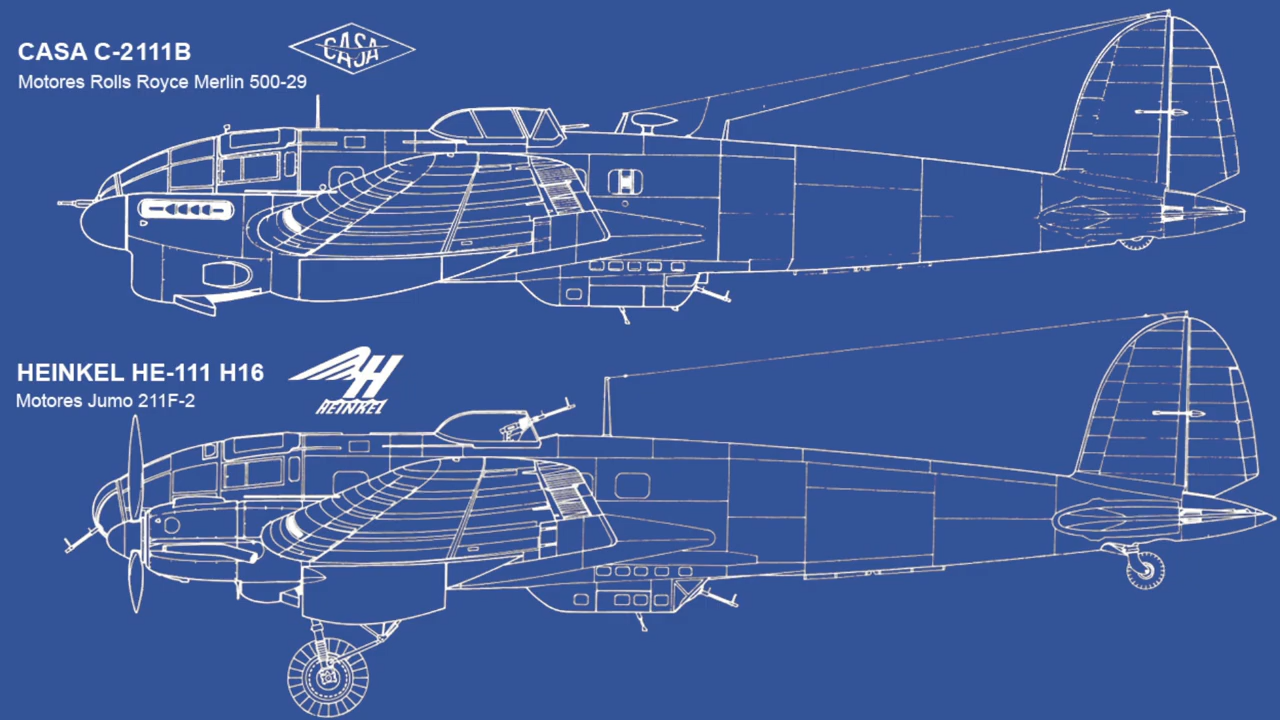 CASA C-2111B
CASA
Motores Rolls Royce Merlin 500-29
HEINKEL HE-111 H16
Motores Jumo 211F-2
HEINKEL